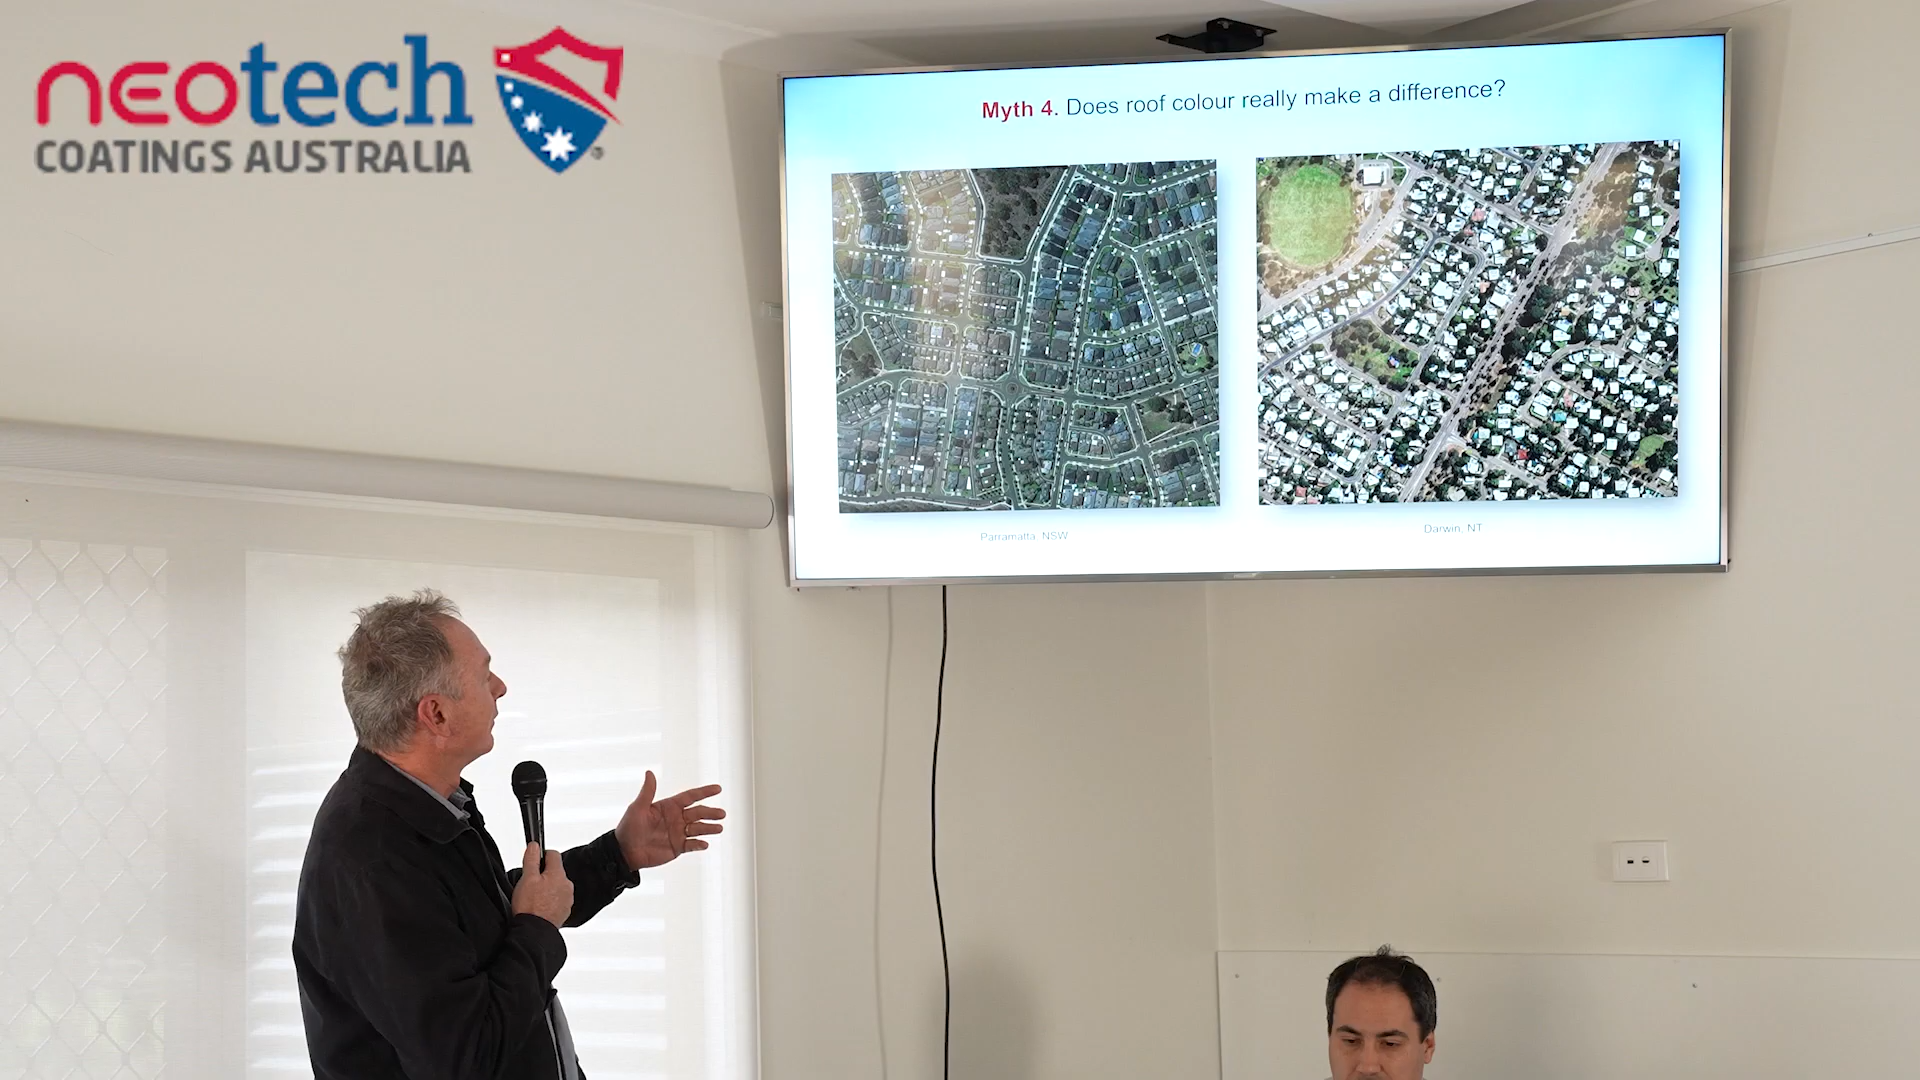 neotech
COATINGS AUSTRALIA
®
Myth 4. Does roof colour really make a difference?
Parramatta, NSW
Darwin, NT